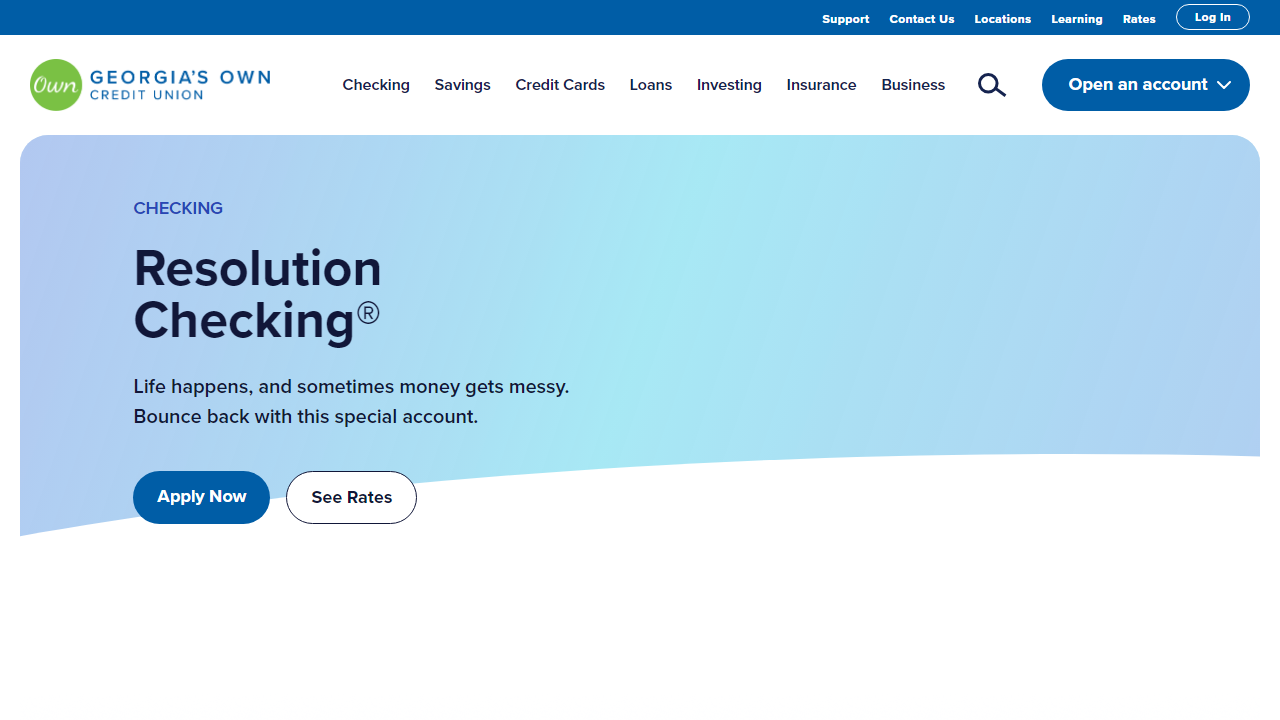 Support Contact Us Locations Learning Rates Log In
Own GEORGIA'S OWN
CREDIT UNION
Checking Savings Credit Cards Loans Investing Insurance Business Open an account
CHECKING
Resolution
Checking®
Life happens, and sometimes money gets messy.
Bounce back with this special account.
Apply Now See Rates